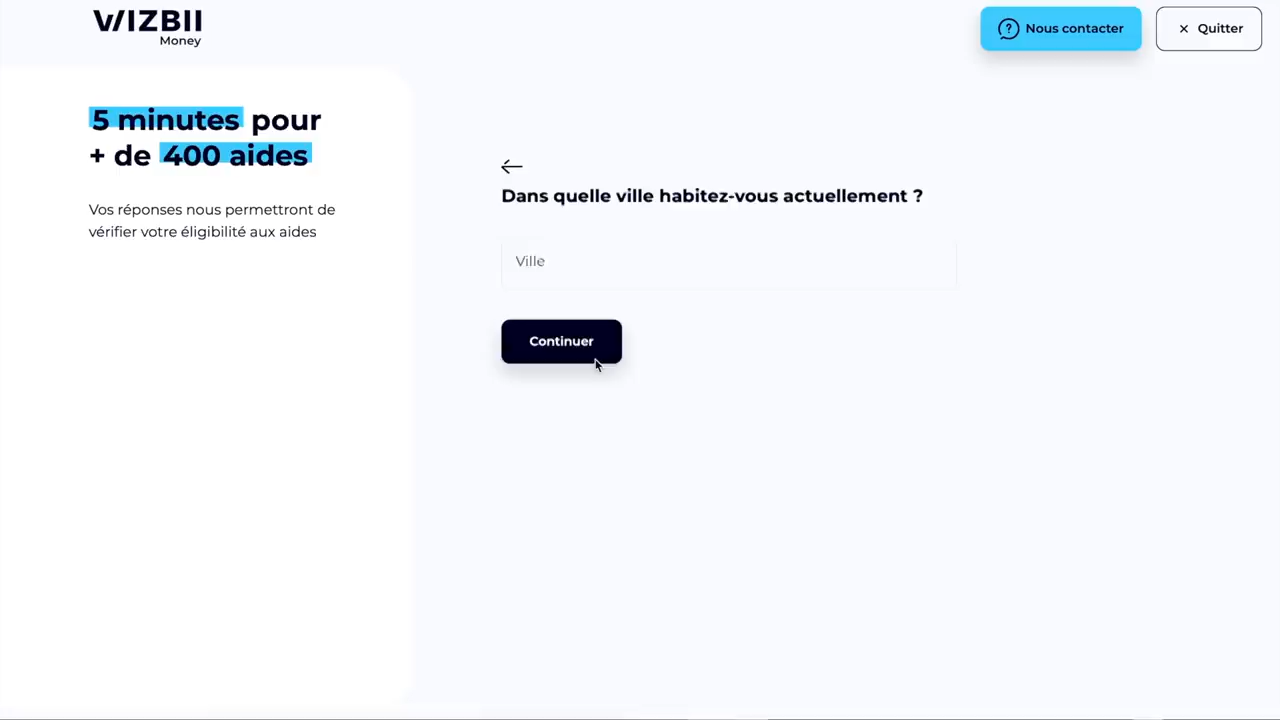 WIZBII
Money
Nous contacter
× Quitter
5 minutes pour
+ de 400 aides
Vos réponses nous permettront de
vérifier votre éligibilité aux aides
Dans quelle ville habitez-vous actuellement ?
Ville
Continuer